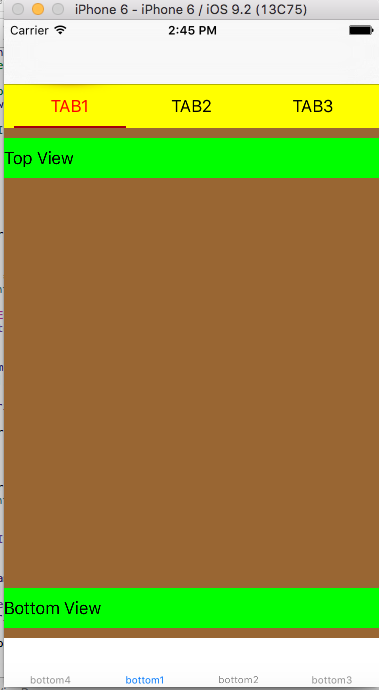 iPhone 6 - iPhone 6 / iOS 9.2 (13C75)
Carrier 2:45 PM
TAB1 TAB2 TAB3
Top View
Bottom View
bottom4 bottom1 bottom2 bottom3